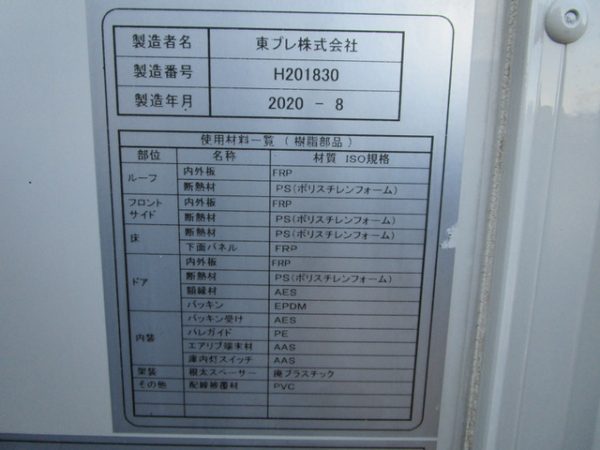 製造者名 東プレ株式会社
製造番号 H201830
製造年月 2020 - 8
使用材料一覧 ( 樹脂部品 )
部位 名称 材質 ISO規格
ルーフ 内外板 FRP
断熱材 PS(ポリスチレンフォーム)
フロント サイド 内外板 FRP
断熱材 PS(ポリスチレンフォーム)
床 断熱材 PS(ポリスチレンフォーム)
下面パネル FRP
ドア 内外板 FRP
断熱材 PS(ポリスチレンフォーム)
額縁材 AES
パッキン EPDM
内装 パッキン受け AES
ハレガイド PE
エアリブ端末材 AAS
庫内灯スイッチ AAS
架装 根太スペーサー 廃プラスチック
その他 配線被覆材 PVC